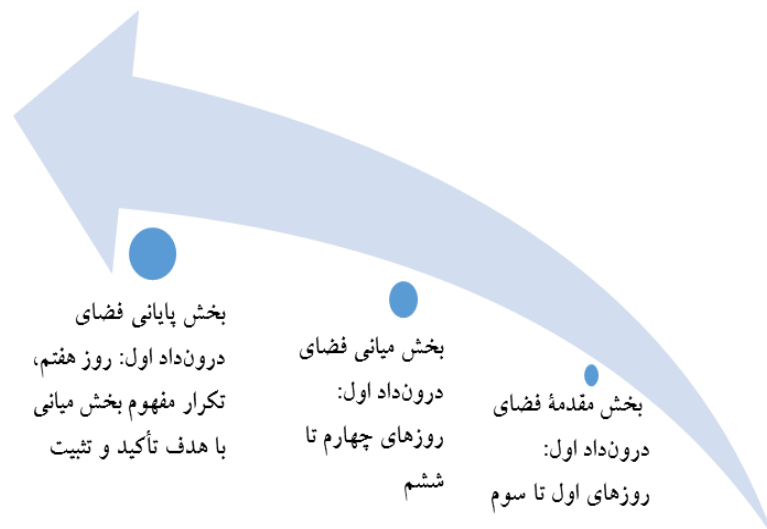 بخش مقدمۀ فضای
درون‌داد اول:
روزهای اول تا سوم
بخش میانی فضای
درون‌داد اول:
روزهای چهارم تا
ششم
بخش پایانی فضای
درون‌داد اول: روز هفتم،
تکرار مفهوم بخش میانی
با هدف تأکید و تثبیت